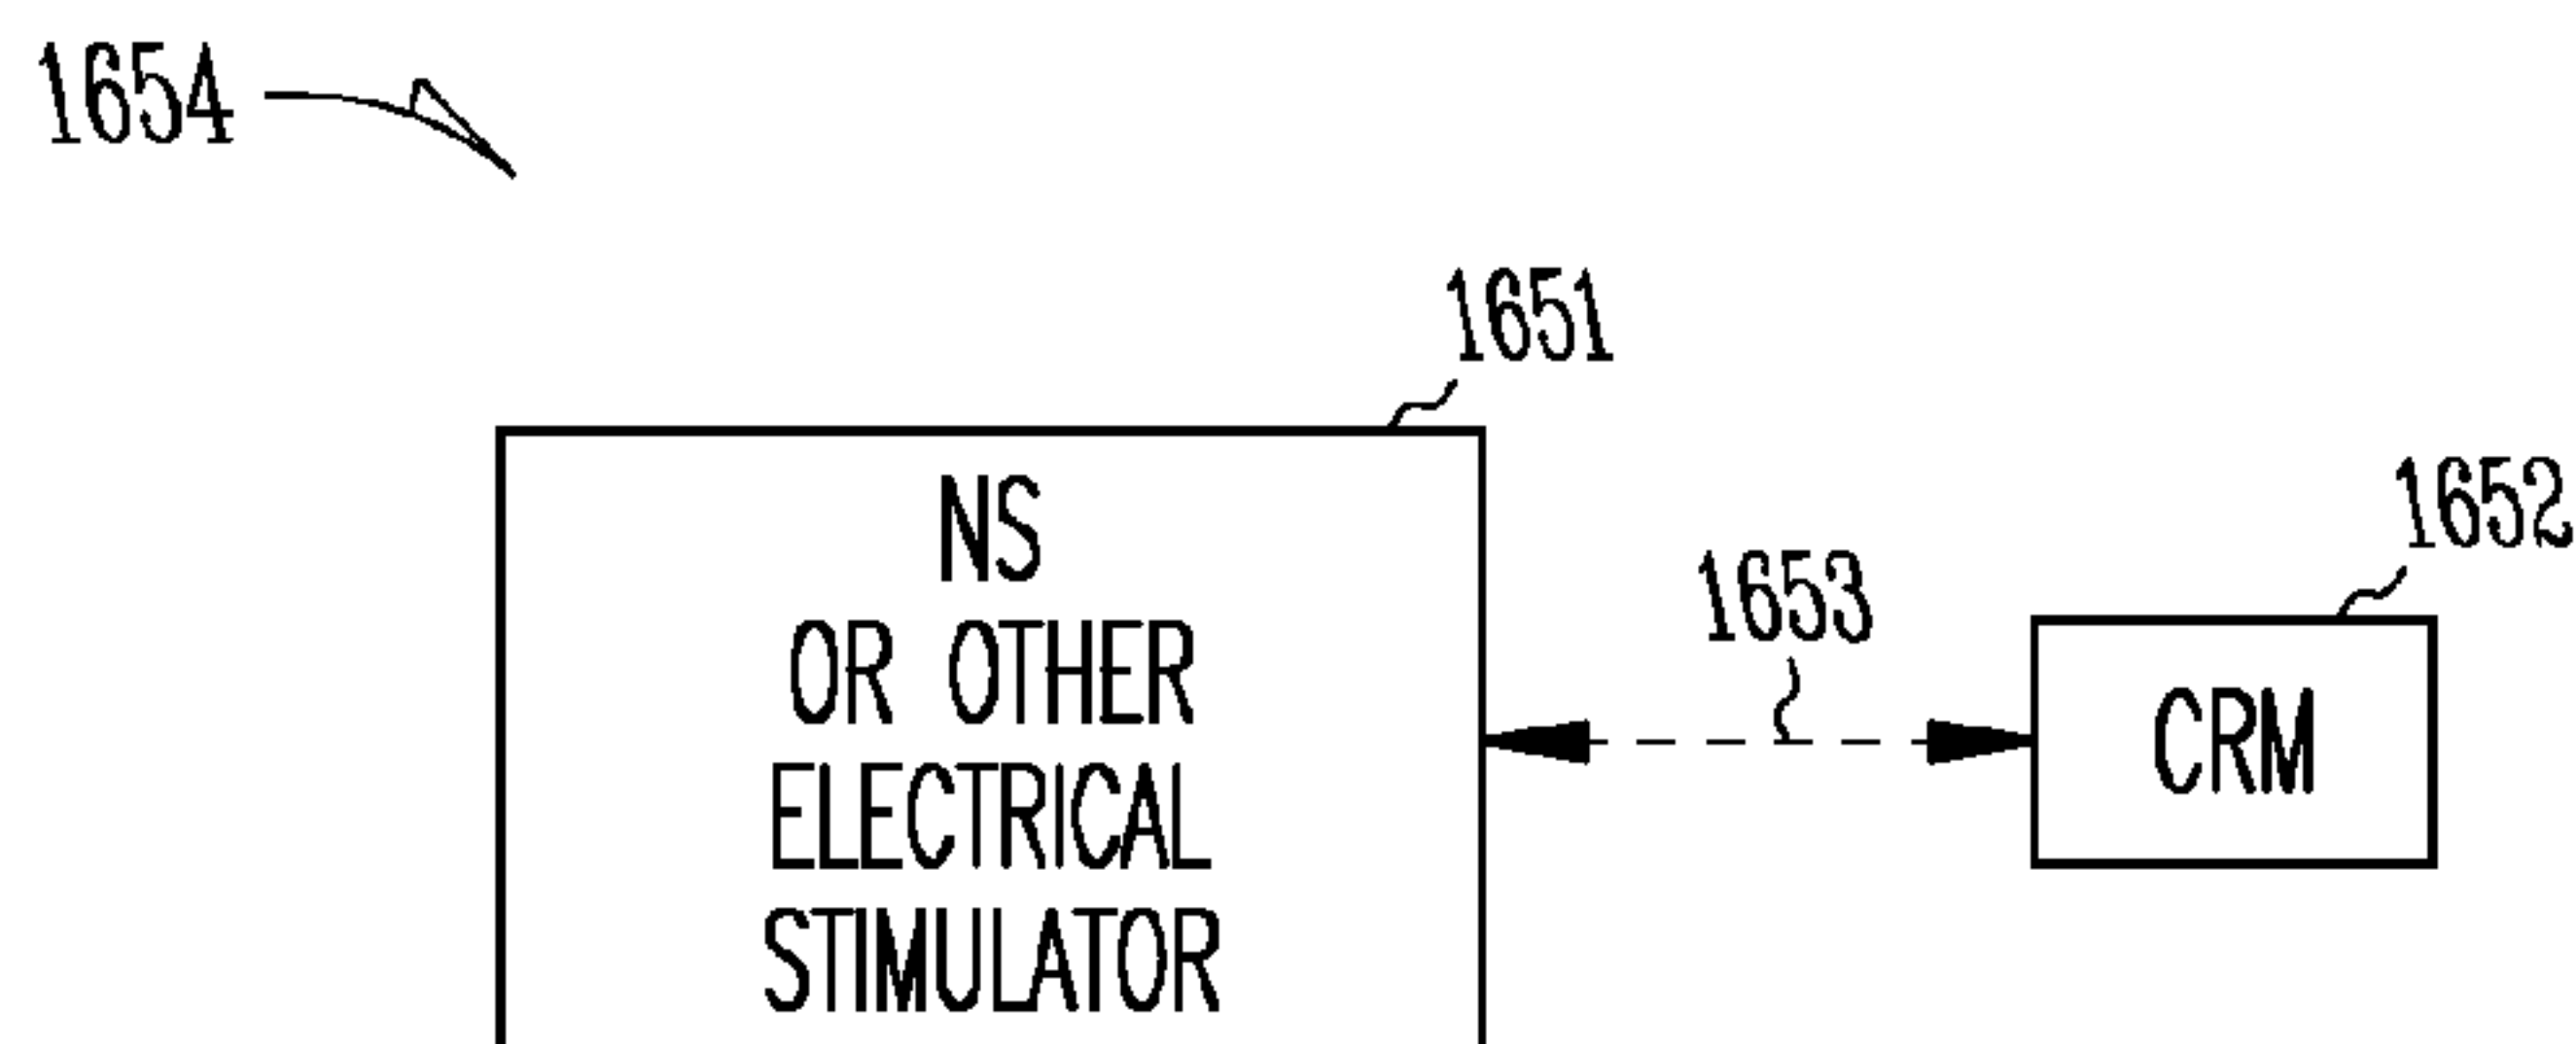 1654
1651
NS
OR OTHER
ELECTRICAL
STIMULATOR
1653
1652
CRM